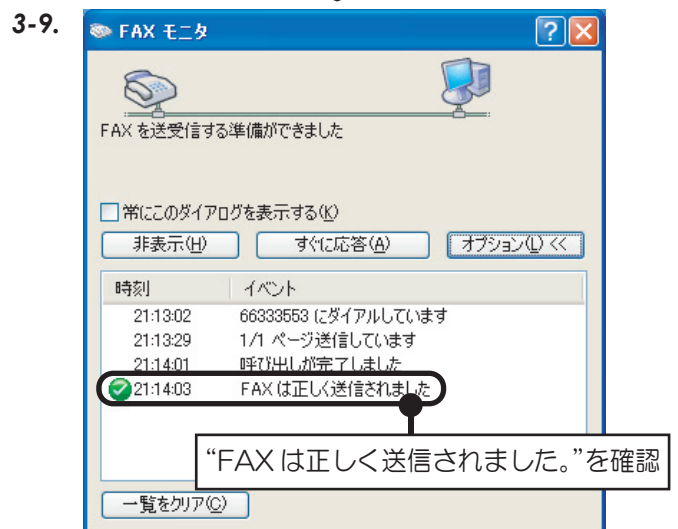 3-9.
FAX モニタ
FAX を送受信する準備ができました
常にこのダイアログを表示する(K)
非表示(H) すぐに応答(A) オプション(L) <<
時刻 イベント
21:13:02 66333553 にダイアルしています
21:13:29 1/1 ページ送信しています
21:14:01 呼び出しが完了しました
21:14:03 FAX は正しく送信されました
“FAX は正しく送信されました。”を確認
一覧をクリア(C)